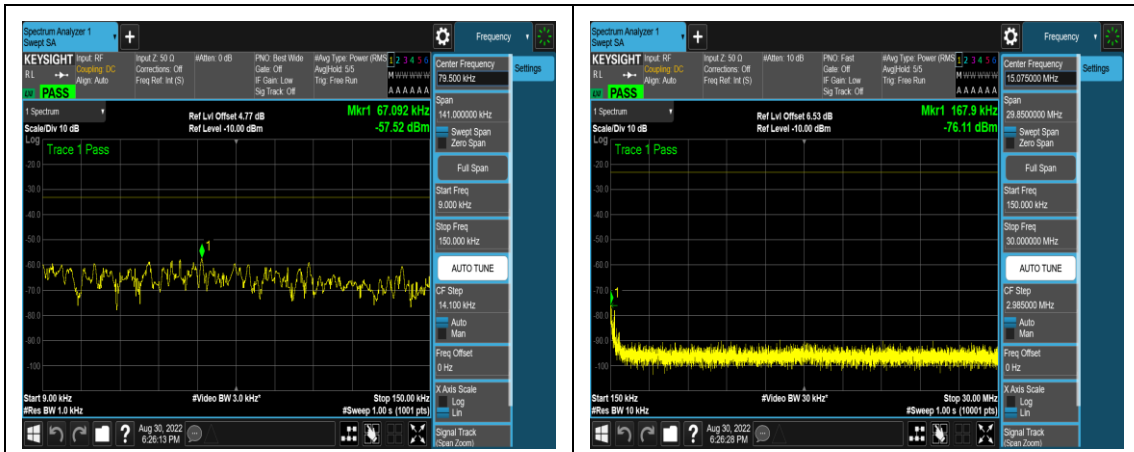 Spectrum Analyzer 1
Swept SA
+
Frequency
KEYSIGHT
RL
LXI
PASS
Input: RF
Coupling: DC
Align: Auto
Input Z: 50 Ω
Corrections: Off
Freq Ref: Int (S)
#Atten: 0 dB
PNO: Best Wide
Gate: Off
IF Gain: Low
Sig Track: Off
#Avg Type: Power (RMS
Avg|Hold: 5/5
Trig: Free Run
1 2 3 4 5 6
M W W W W W
A A A A A A
1 Spectrum
Scale/Div 10 dB
Log
Ref Lvl Offset 4.77 dB
Ref Level -10.00 dBm
Mkr1 67.092 kHz
-57.52 dBm
Trace 1 Pass
-20.0
-30.0
-40.0
-50.0
-60.0
-70.0
-80.0
-90.0
-100
1
Start 9.00 kHz
#Res BW 1.0 kHz
#Video BW 3.0 kHz*
Stop 150.00 kHz
#Sweep 1.00 s (1001 pts)
Center Frequency
79.500 kHz
Span
141.000000 kHz
Swept Span
Zero Span
Full Span
Start Freq
9.000 kHz
Stop Freq
150.000 kHz
AUTO TUNE
CF Step
14.100 kHz
Auto
Man
Freq Offset
0 Hz
X Axis Scale
Log
Lin
Signal Track
(Span Zoom)
Settings
?
Aug 30, 2022
6:26:13 PM
Spectrum Analyzer 1
Swept SA
+
Frequency
KEYSIGHT
RL
LXI
PASS
Input: RF
Coupling: DC
Align: Auto
Input Z: 50 Ω
Corrections: Off
Freq Ref: Int (S)
#Atten: 10 dB
PNO: Fast
Gate: Off
IF Gain: Low
Sig Track: Off
#Avg Type: Power (RMS
Avg|Hold: 5/5
Trig: Free Run
1 2 3 4 5 6
M W W W W W
A A A A A A
1 Spectrum
Scale/Div 10 dB
Log
Ref Lvl Offset 6.53 dB
Ref Level -10.00 dBm
Mkr1 167.9 kHz
-76.11 dBm
Trace 1 Pass
-20.0
-30.0
-40.0
-50.0
-60.0
-70.0
-80.0
-90.0
-100
1
Start 150 kHz
#Res BW 10 kHz
#Video BW 30 kHz*
Stop 30.00 MHz
#Sweep 1.00 s (1001 pts)
Center Frequency
15.075000 MHz
Span
29.8500000 MHz
Swept Span
Zero Span
Full Span
Start Freq
150.000 kHz
Stop Freq
30.000000 MHz
AUTO TUNE
CF Step
2.985000 MHz
Auto
Man
Freq Offset
0 Hz
X Axis Scale
Log
Lin
Signal Track
(Span Zoom)
Settings
?
Aug 30, 2022
6:26:28 PM